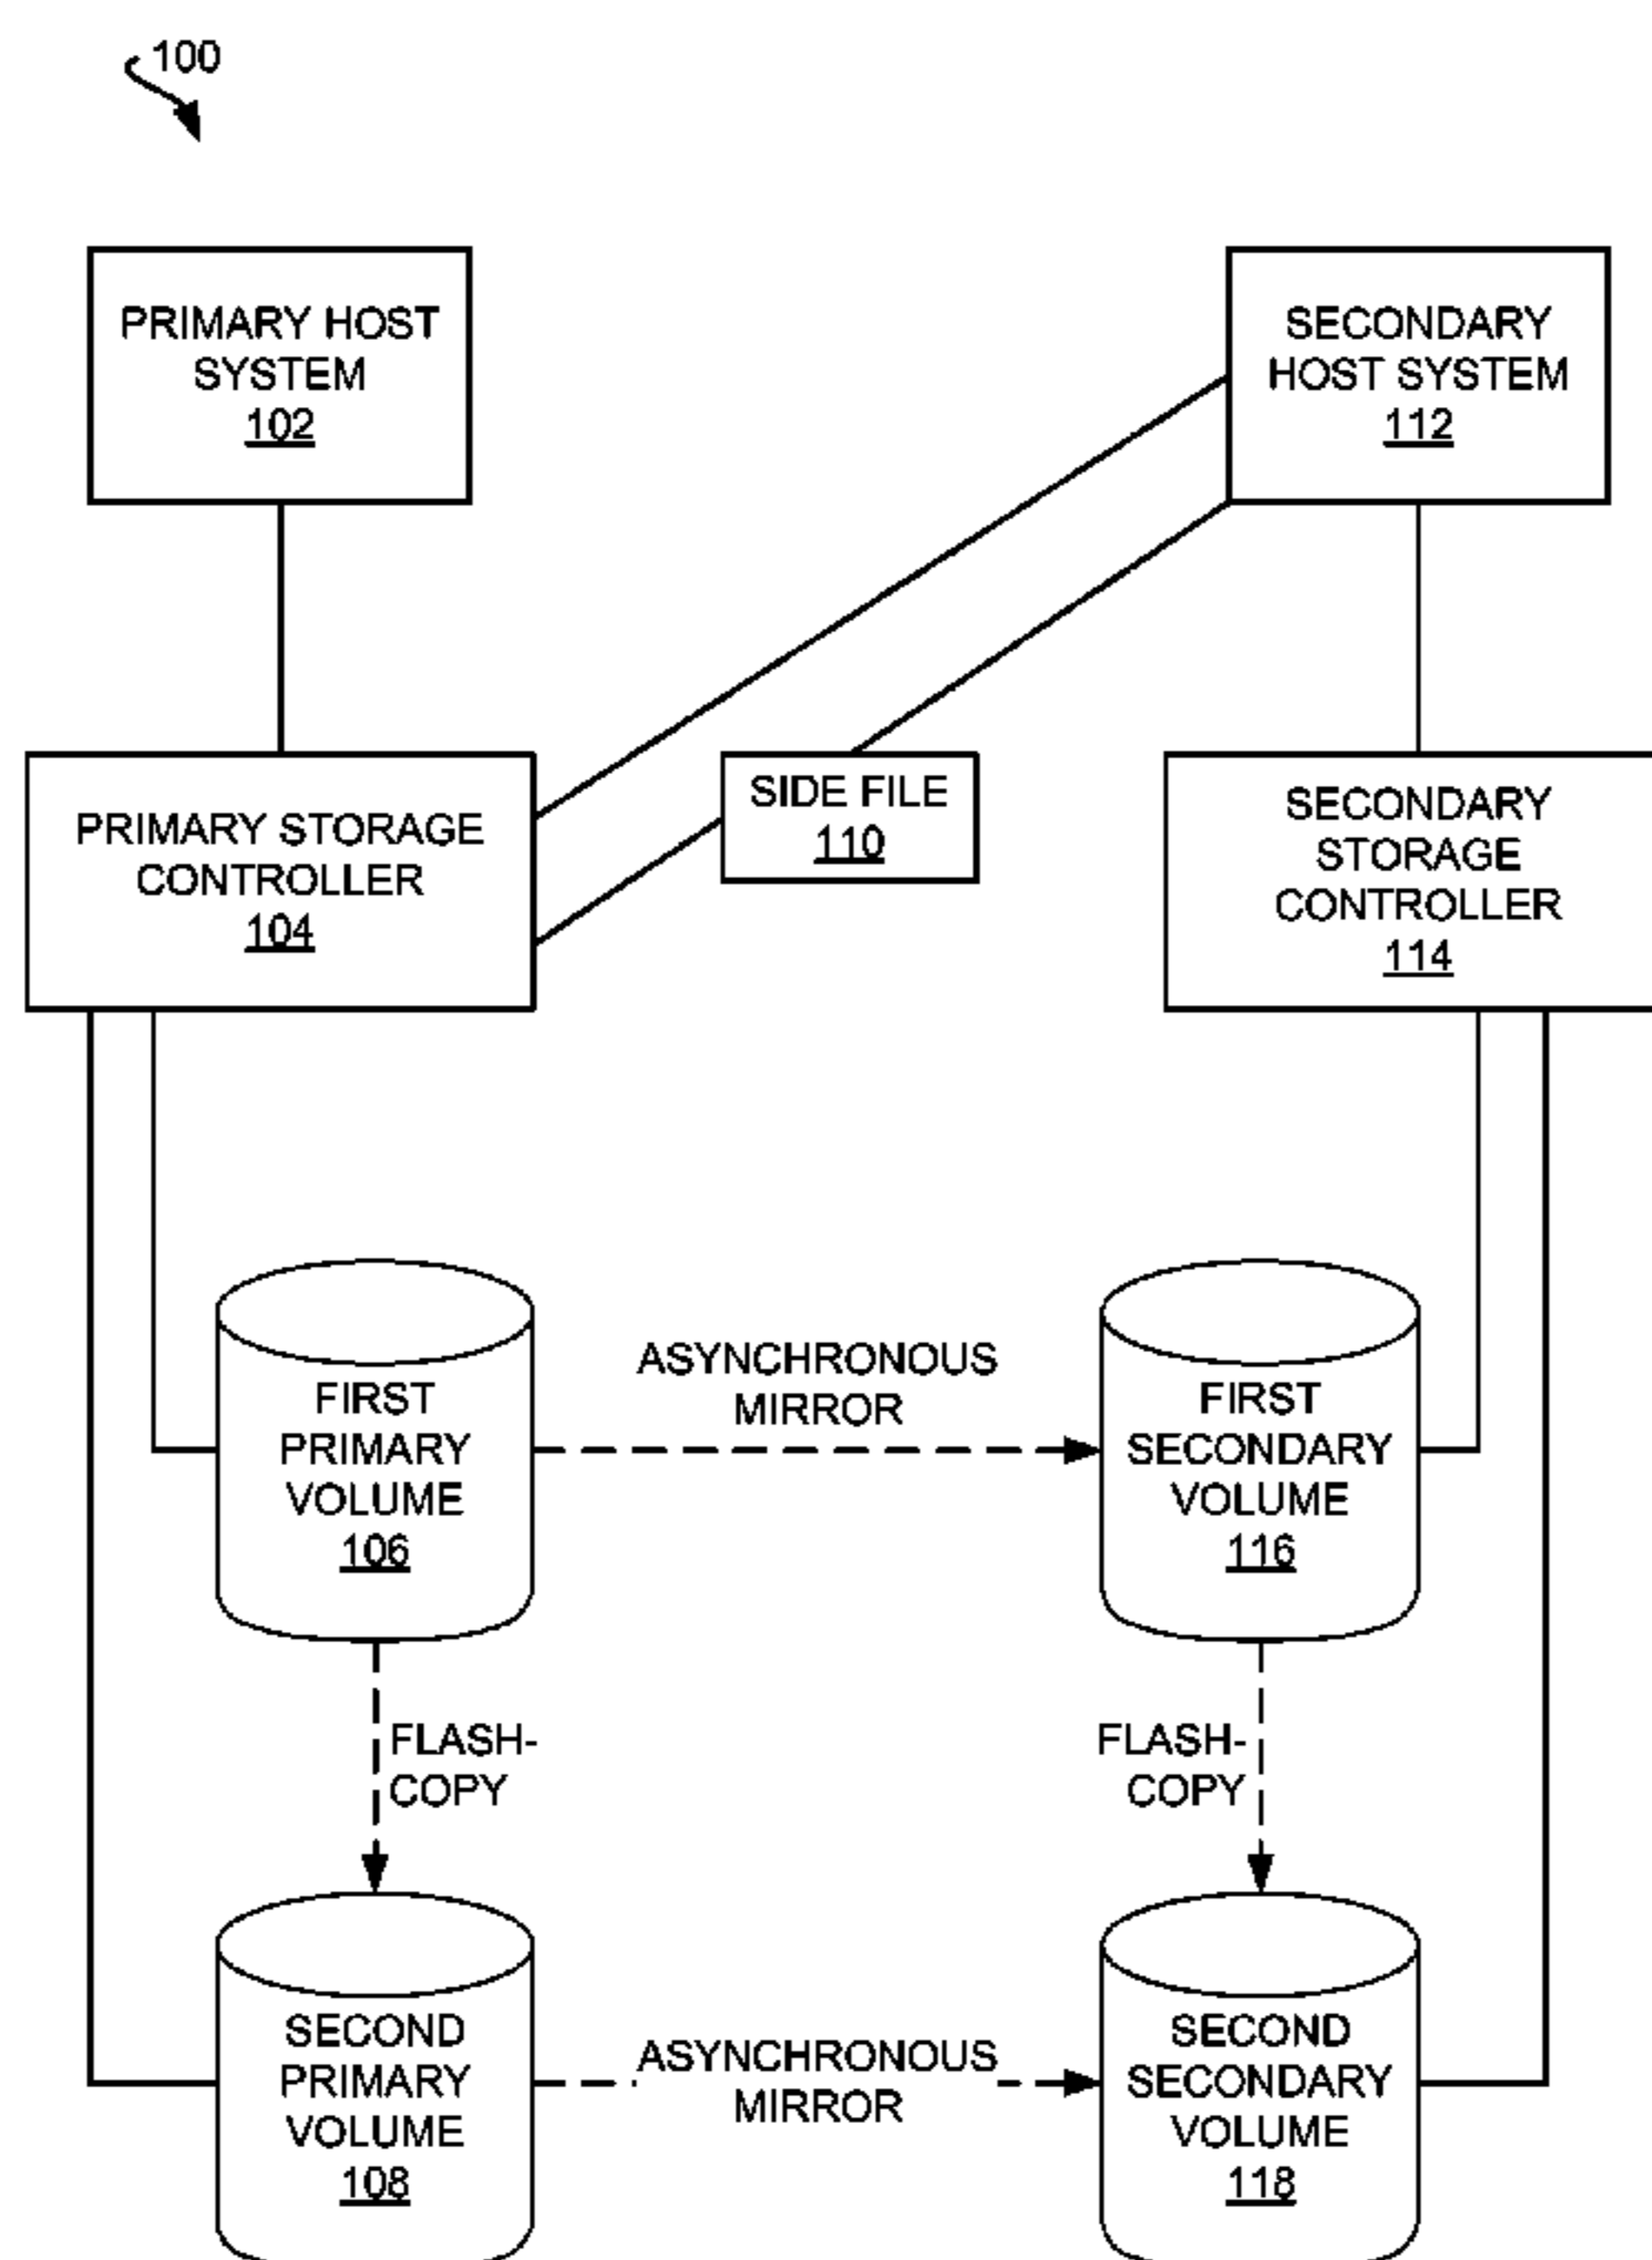 100
PRIMARY HOST
SYSTEM
102
SECONDARY
HOST SYSTEM
112
PRIMARY STORAGE
CONTROLLER
104
SIDE FILE
110
SECONDARY
STORAGE
CONTROLLER
114
FIRST
PRIMARY
VOLUME
106
ASYNCHRONOUS
MIRROR
FIRST
SECONDARY
VOLUME
116
FLASH-
COPY
FLASH-
COPY
SECOND
PRIMARY
VOLUME
108
ASYNCHRONOUS
MIRROR
SECOND
SECONDARY
VOLUME
118